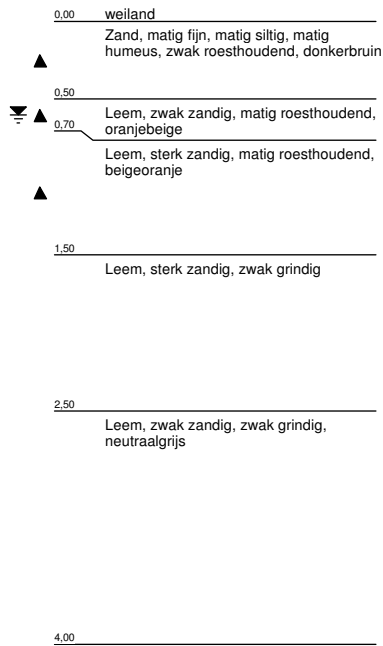 0,00 weiland
Zand, matig fijn, matig siltig, matig
humeus, zwak roesthoudend, donkerbruin
0,50
Leem, zwak zandig, matig roesthoudend,
oranjebeige
0,70
Leem, sterk zandig, matig roesthoudend,
beigeoranje
1,50
Leem, sterk zandig, zwak grindig
2,50
Leem, zwak zandig, zwak grindig,
neutraalgrijs
4,00